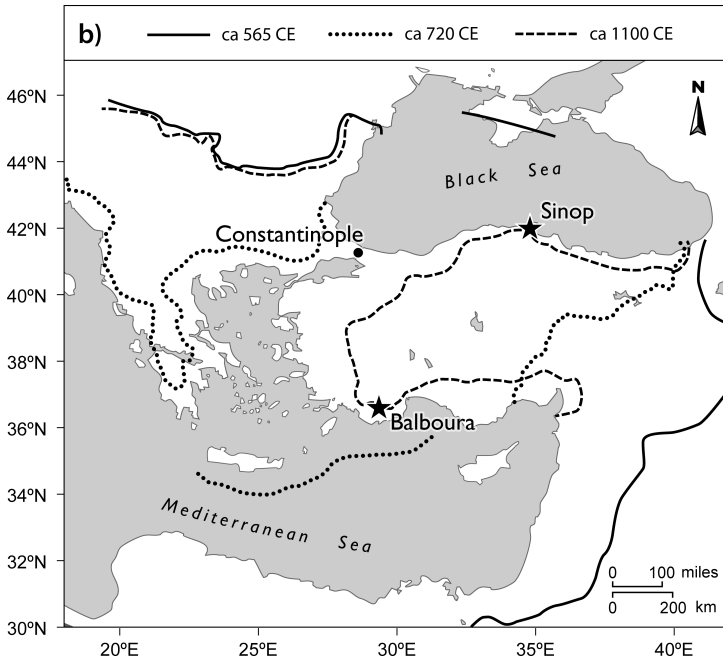 b) ca 565 CE ca 720 CE ca 1100 CE
46ºN
N
44ºN
Black Sea
Sinop
42ºN
Constantinople
40ºN
38ºN
36ºN
Balboura
34ºN
Mediterranean Sea
32ºN
0 100 miles
0 200 km
30ºN
20ºE 25ºE 30ºE 35ºE 40ºE